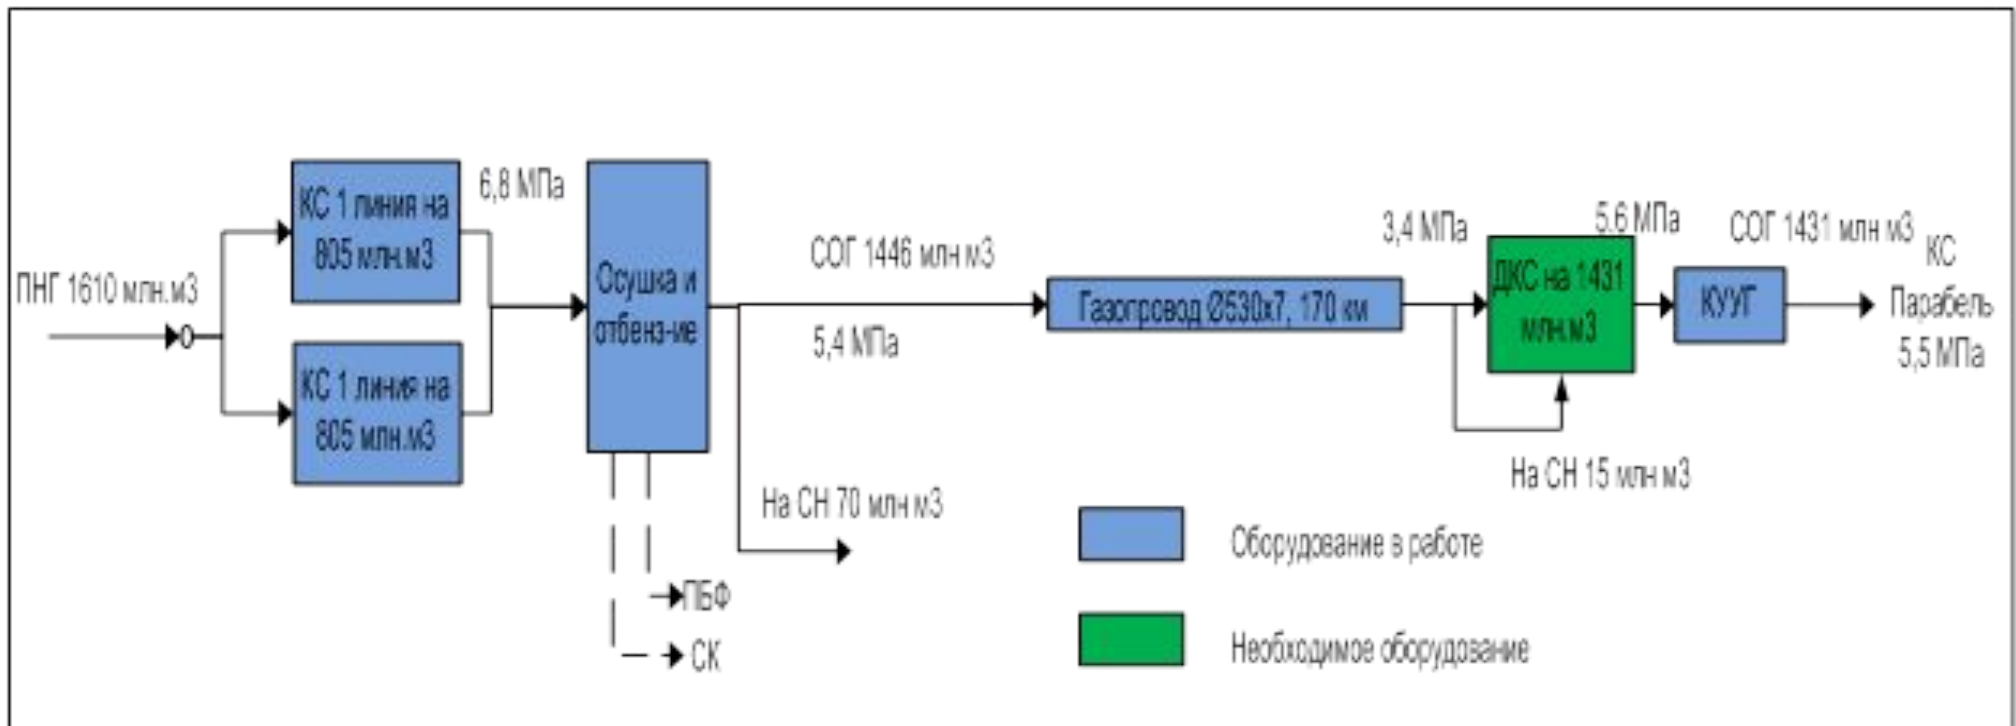 ПНГ 1610 млн.м3
КС 1 линия на
805 млн.м3
КС 1 линия на
805 млн.м3
6,8 МПа
Осушка и
отбенз-ие
СОГ 1446 млн м3
5,4 МПа
На СН 70 млн м3
ПБФ
СК
Газопровод Ø530х7, 170 км
3,4 МПа
ДКС на 1431
млн.м3
5.6 МПа
На СН 15 млн м3
КУУГ
СОГ 1431 млн м3
КС
Парабель
5,5 МПа
Оборудование в работе
Необходимое оборудование